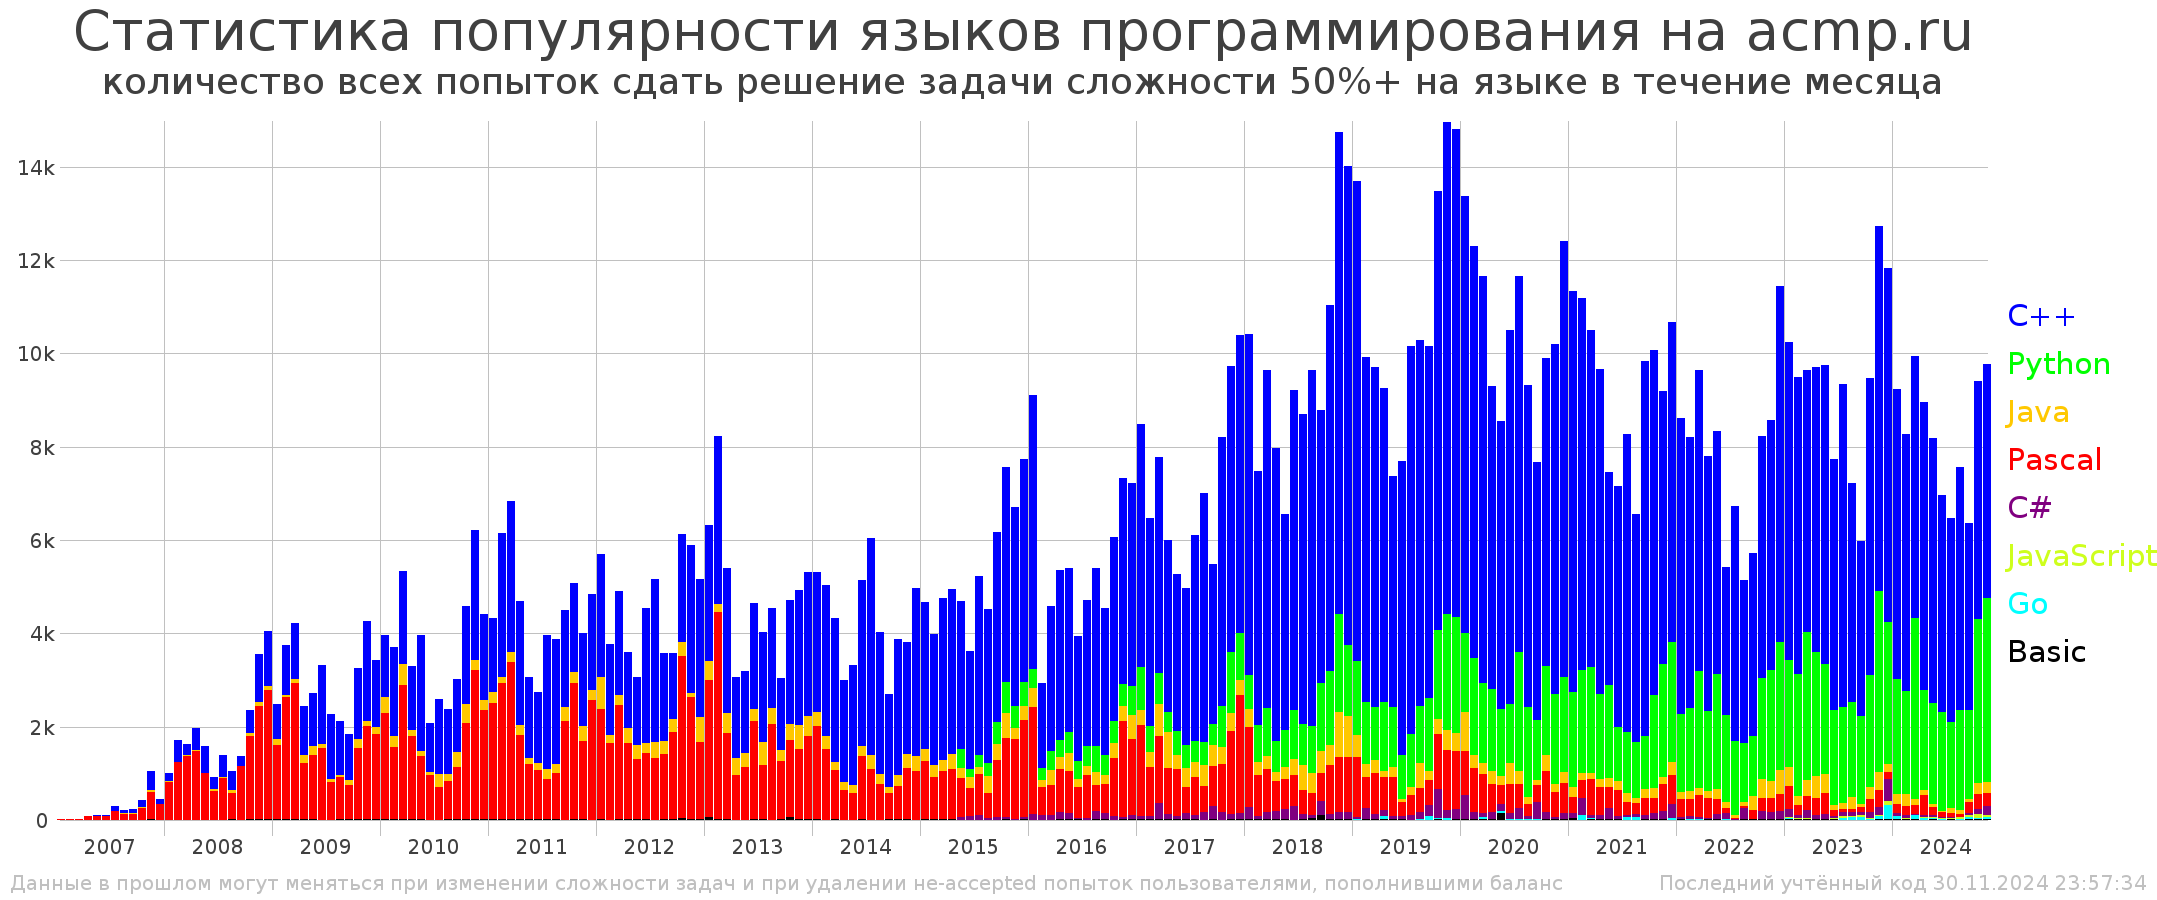 Статистика популярности языков программирования на acmp.ru
количество всех попыток сдать решение задачи сложности 50%+ на языке в течение месяца
14k
12k
10k
8k
6k
4k
2k
0
C++
Python
Java
Pascal
C#
JavaScript
Go
Basic
2007 2008 2009 2010 2011 2012 2013 2014 2015 2016 2017 2018 2019 2020 2021 2022 2023 2024
Данные в прошлом могут меняться при изменении сложности задач и при удалении не-accepted попыток пользователями, пополнившими баланс
Последний учтённый код 30.11.2024 23:57:34